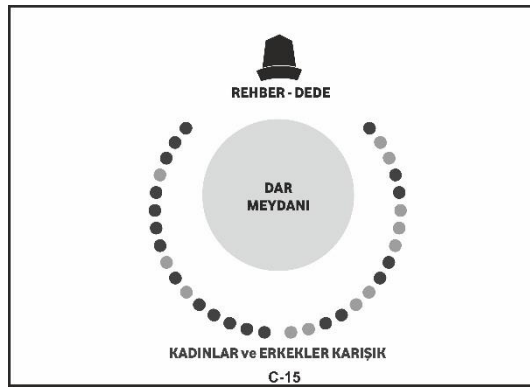 REHBER - DEDE
DAR
MEYDANI
KADINLAR ve ERKEKLER KARIŞIK
C-15